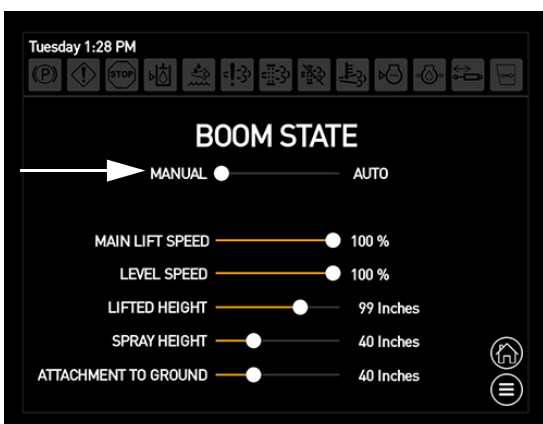 Tuesday 1:28 PM
(P) STOP
BOOM STATE
MANUAL AUTO
MAIN LIFT SPEED 100 %
LEVEL SPEED 100 %
LIFTED HEIGHT 99 Inches
SPRAY HEIGHT 40 Inches
ATTACHMENT TO GROUND 40 Inches